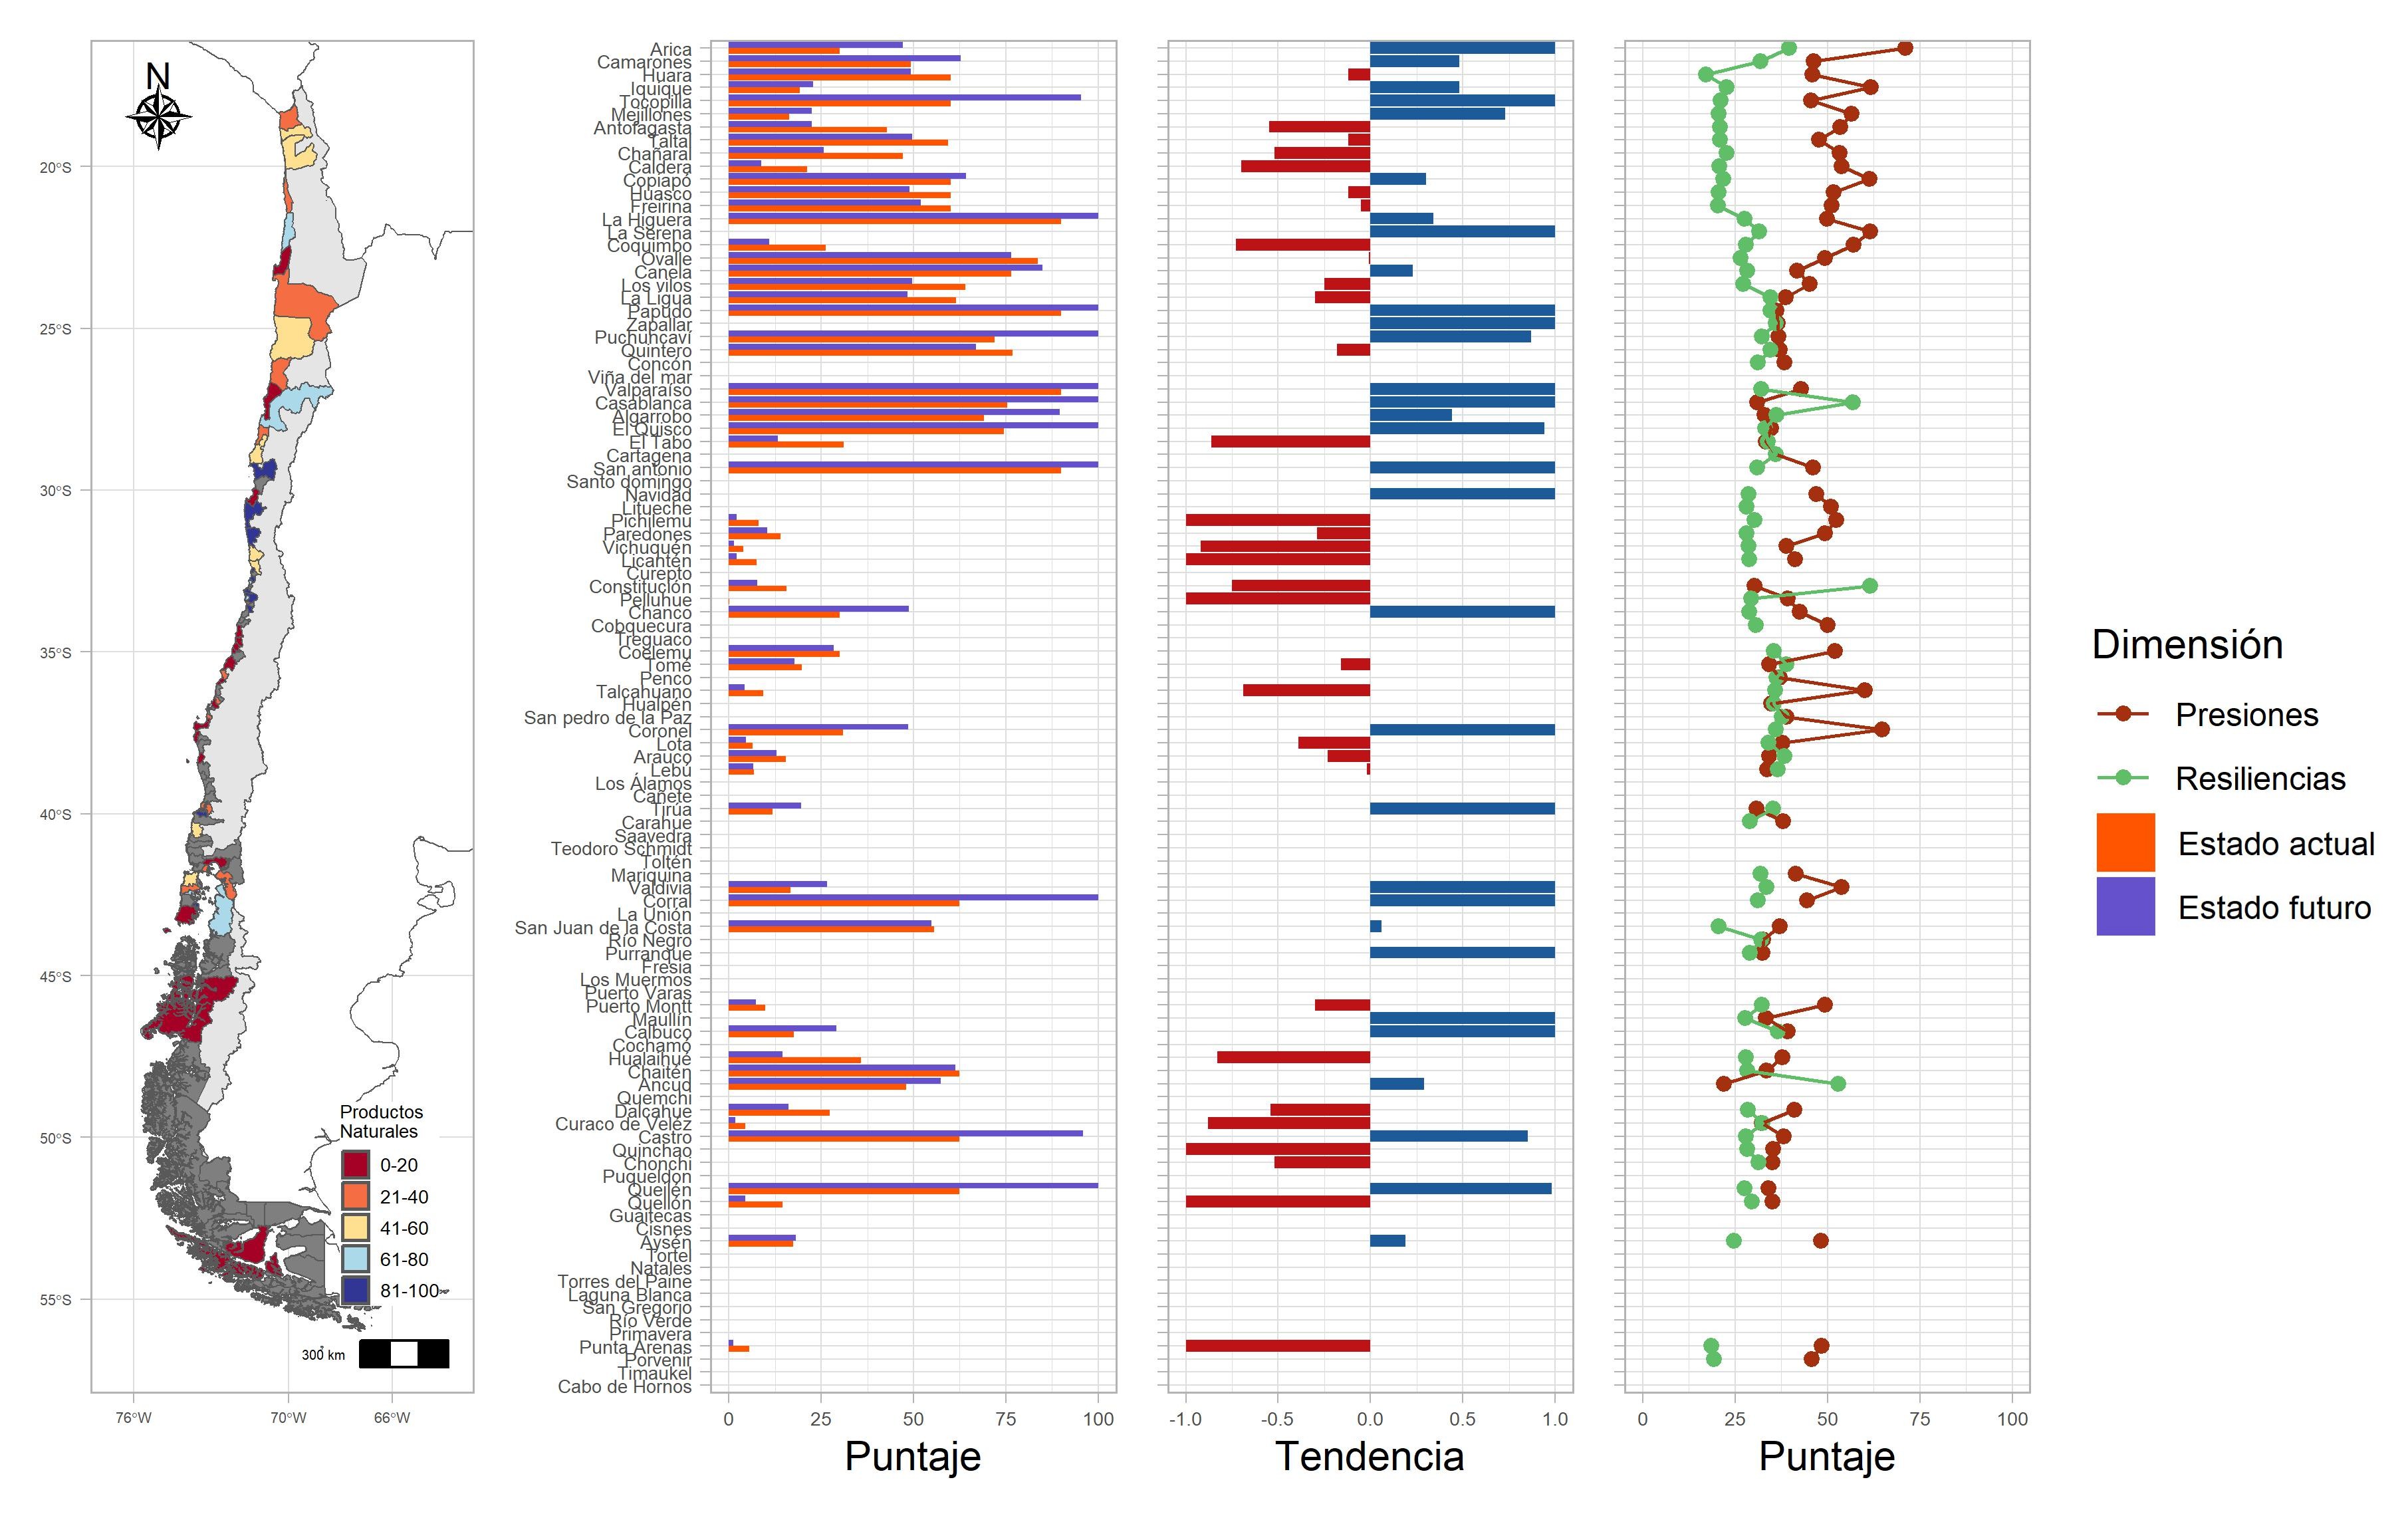 N
20°S
25°S
30°S
35°S
40°S
45°S
50°S
55°S
76°W
70°W
66°W
Productos
Naturales
0-20
21-40
41-60
61-80
81-100
300 km
Arica
Camarones
Huara
Iquique
Tocopilla
Mejillones
Antofagasta
Taltal
Chañaral
Caldera
Copiapó
Huasco
Freirina
La Higuera
La Serena
Coquimbo
Ovalle
Canela
Los vilos
La Ligua
Papudo
Zapallar
Puchuncaví
Quintero
Concón
Viña del mar
Valparaíso
Casablanca
Algarrobo
El Quisco
El Tabo
Cartagena
San antonio
Santo domingo
Navidad
Litueche
Pichilemu
Paredones
Vichuquén
Licantén
Curepto
Constitución
Pelluhue
Chanco
Cobquecura
Treguaco
Coelemu
Tomé
Penco
Talcahuano
Hualpén
San pedro de la Paz
Coronel
Lota
Arauco
Lebu
Los Álamos
Cañete
Tirúa
Carahue
Saavedra
Teodoro Schmidt
Toltén
Mariquina
Valdivia
Corral
La Unión
San Juan de la Costa
Río Negro
Purranque
Fresia
Los Muermos
Puerto Varas
Puerto Montt
Maullín
Calbuco
Cochamó
Hualaihué
Chaitén
Ancud
Quemchi
Dalcahue
Curaco de Veléz
Castro
Quinchao
Chonchi
Puqueldón
Queilén
Quellón
Guaitecas
Cisnes
Aysén
Tortel
Natales
Torres del Paine
Laguna Blanca
San Gregorio
Río Verde
Primavera
Punta Arenas
Porvenir
Timaukel
Cabo de Hornos
0 25 50 75 100
Puntaje
-1.0 -0.5 0.0 0.5 1.0
Tendencia
0 25 50 75 100
Puntaje
Dimensión
Presiones
Resiliencias
Estado actual
Estado futuro